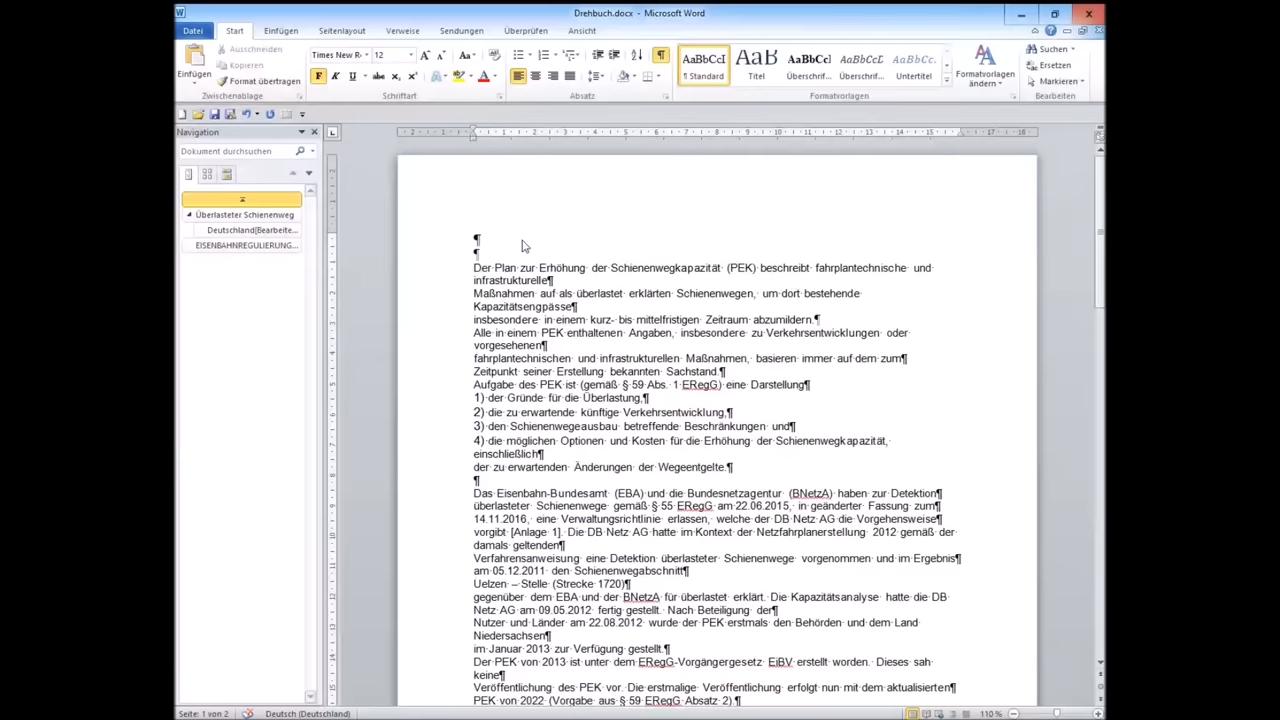 Drehbuch.docx - Microsoft Word
Datei Start Einfügen Seitenlayout Verweise Sendungen Überprüfen Ansicht
Einfügen
Ausschneiden
Kopieren
Format übertragen
Zwischenablage
Times New R 12
F K U abc x₂ x²
Schriftart
Absatz
AaBbCcI
¶ Standard
AaB
Titel
AaBbCcI
Überschrif...
AaBbCcL
Überschrif...
AaBbCc.
Untertitel
Formatvorlagen
ändern
Formatvorlagen
Suchen
Ersetzen
Markieren
Bearbeiten
Navigation
Dokument durchsuchen
Überlasteter Schienenweg
Deutschland[Bearbeite...
EISENBAHNREGULIERUNG...
¶
¶
Der Plan zur Erhöhung der Schienenwegkapazität (PEK) beschreibt fahrplantechnische und
infrastrukturelle¶
Maßnahmen auf als überlastet erklärten Schienenwegen, um dort bestehende
Kapazitätsengpässe¶
insbesondere in einem kurz- bis mittelfristigen Zeitraum abzumildern.¶
Alle in einem PEK enthaltenen Angaben, insbesondere zu Verkehrsentwicklungen oder
vorgesehenen¶
fahrplantechnischen und infrastrukturellen Maßnahmen, basieren immer auf dem zum¶
Zeitpunkt seiner Erstellung bekannten Sachstand.¶
Aufgabe des PEK ist (gemäß § 59 Abs. 1 ERegG) eine Darstellung¶
1) der Gründe für die Überlastung,¶
2) die zu erwartende künftige Verkehrsentwicklung,¶
3) den Schienenwegeausbau betreffende Beschränkungen und¶
4) die möglichen Optionen und Kosten für die Erhöhung der Schienenwegkapazität,
einschließlich¶
der zu erwartenden Änderungen der Wegeentgelte.¶
¶
Das Eisenbahn-Bundesamt (EBA) und die Bundesnetzagentur (BNetzA) haben zur Detektion¶
überlasteter Schienenwege gemäß § 55 ERegG am 22.06.2015, in geänderter Fassung zum¶
14.11.2016, eine Verwaltungsrichtlinie erlassen, welche der DB Netz AG die Vorgehensweise¶
vorgibt [Anlage 1]. Die DB Netz AG hatte im Kontext der Netzfahrplanerstellung 2012 gemäß der
damals geltenden¶
Verfahrensanweisung eine Detektion überlasteter Schienenwege vorgenommen und im Ergebnis¶
am 05.12.2011 den Schienenwegabschnitt¶
Uelzen – Stelle (Strecke 1720)¶
gegenüber dem EBA und der BNetzA für überlastet erklärt. Die Kapazitätsanalyse hatte die DB
Netz AG am 09.05.2012 fertig gestellt. Nach Beteiligung der¶
Nutzer und Länder am 22.08.2012 wurde der PEK erstmals den Behörden und dem Land
Niedersachsen¶
im Januar 2013 zur Verfügung gestellt.¶
Der PEK von 2013 ist unter dem ERegG-Vorgängergesetz EiBV erstellt worden. Dieses sah
keine¶
Veröffentlichung des PEK vor. Die erstmalige Veröffentlichung erfolgt nun mit dem aktualisierten¶
PEK von 2022 (Vorgabe aus § 59 ERegG Absatz 2).¶
Seite: 1 von 2 Deutsch (Deutschland) 110 %